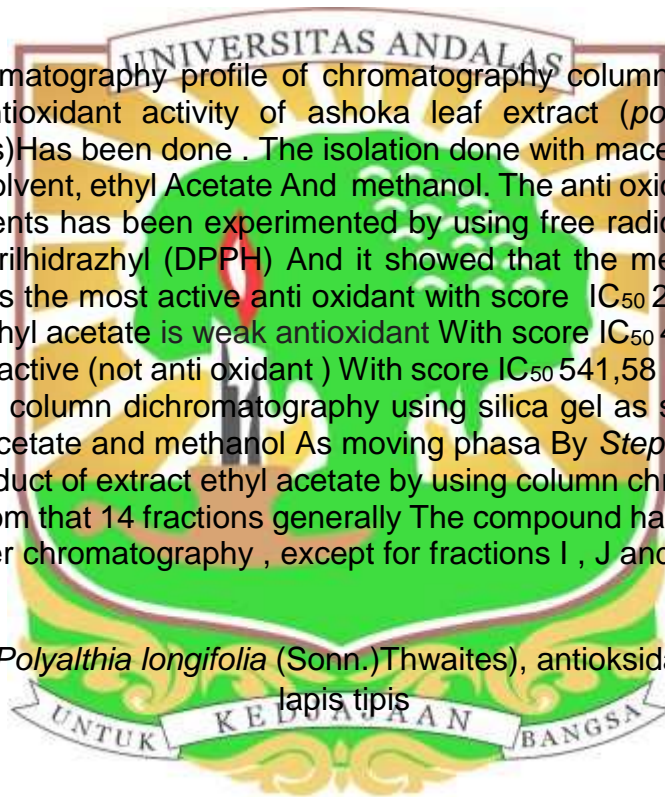 UNIVERSITAS ANDALAS
matography profile of chromatography column
ntioxidant activity of ashoka leaf extract (po
s)Has been done . The isolation done with mace
olvent, ethyl Acetate And methanol. The anti oxid
ents has been experimented by using free radic
rilhidrazhyl (DPPH) And it showed that the me
s the most active anti oxidant with score IC50 2
hyl acetate is weak antioxidant With score IC50 4
active (not anti oxidant ) With score IC50 541,58
column dichromatography using silica gel as s
cetate and methanol As moving phasa By Step
duct of extract ethyl acetate by using column chr
om that 14 fractions generally The compound ha
er chromatography , except for fractions I , J and
Polyalthia longifolia (Sonn.)Thwaites), antioksida
lapis tipis
UNTUK KEDJAJAAN BANGSA